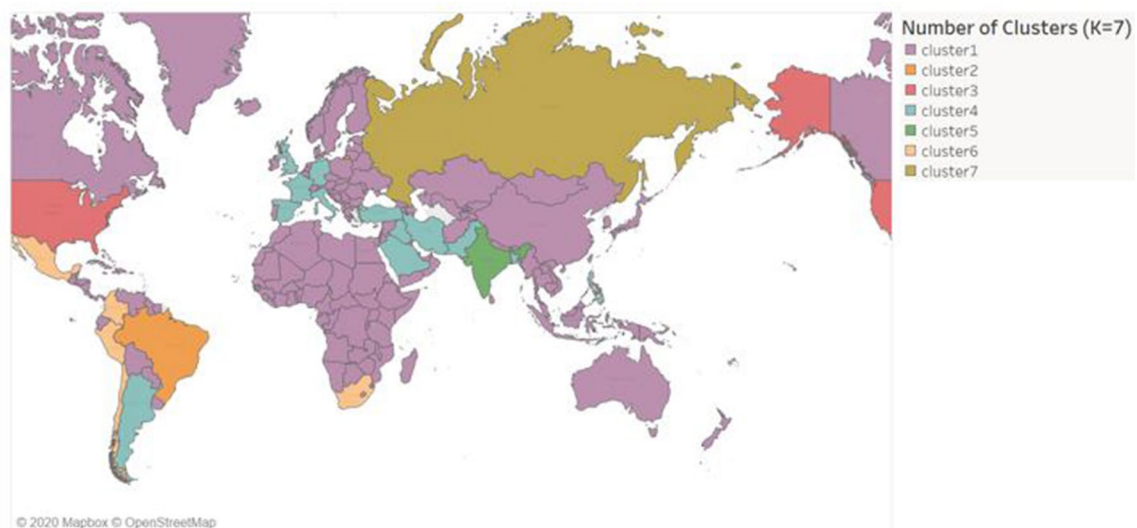 Number of Clusters (K=7)
cluster1
cluster2
cluster3
cluster4
cluster5
cluster6
cluster7
© 2020 Mapbox © OpenStreetMap